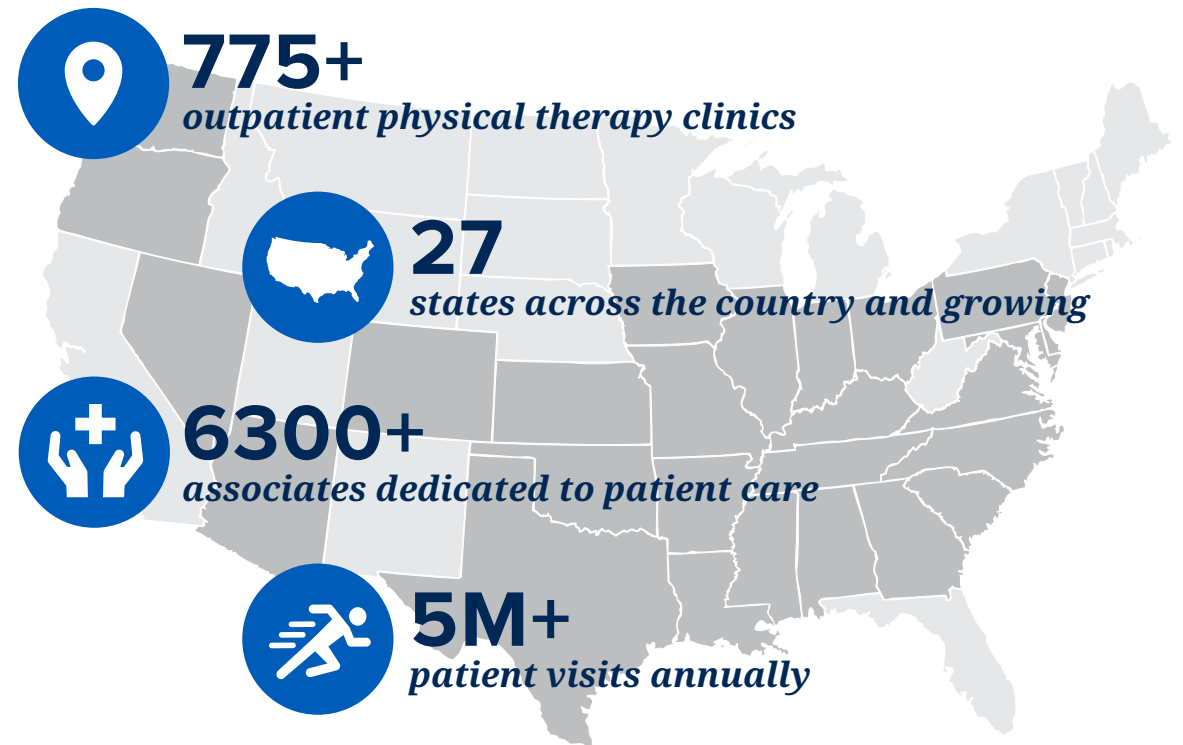 775+
outpatient physical therapy clinics
27
states across the country and growing
6300+
associates dedicated to patient care
5M+
patient visits annually